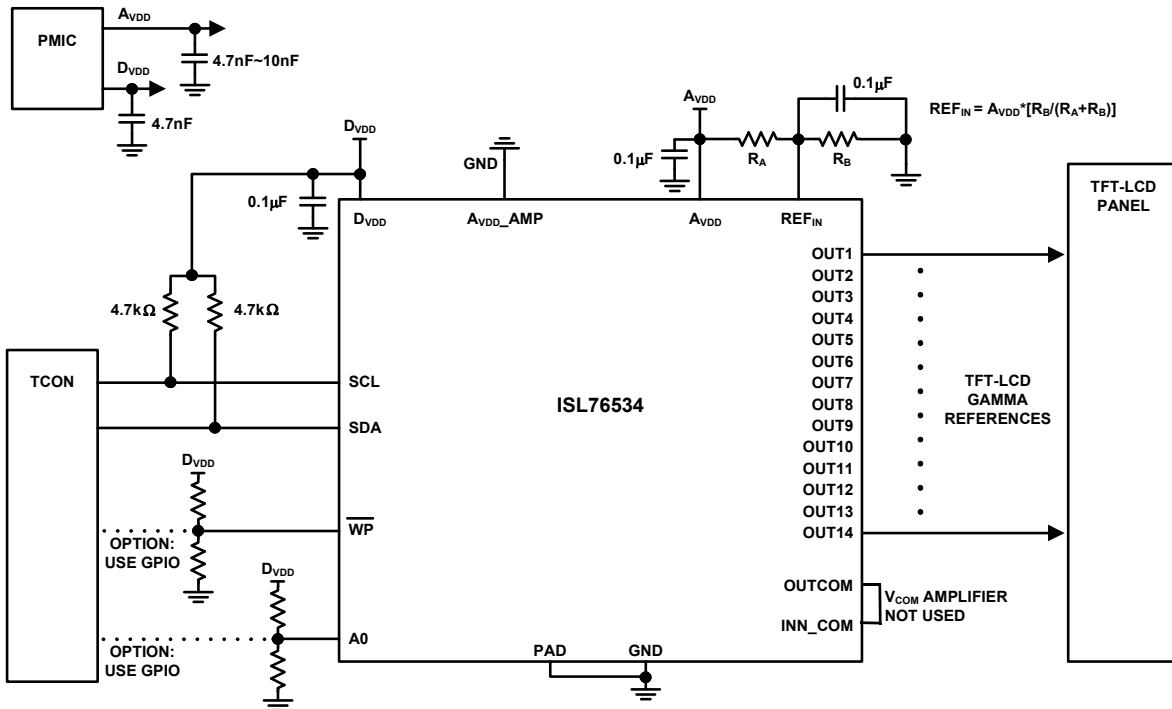 PMIC
AVDD
4.7nF~10nF
DVDD
4.7nF
DVDD
0.1µF
GND
AVDD
0.1µF
RA
0.1µF
RB
REFIN = AVDD*[RB/(RA+RB)]
DVDD
AVDD_AMP
AVDD
REFIN
4.7kΩ
4.7kΩ
TCON
SCL
SDA
DVDD
WP
OPTION:
USE GPIO
DVDD
A0
OPTION:
USE GPIO
ISL76534
PAD
GND
OUT1
OUT2
OUT3
OUT4
OUT5
OUT6
OUT7
OUT8
OUT9
OUT10
OUT11
OUT12
OUT13
OUT14
OUTCOM
INN_COM
VCOM AMPLIFIER
NOT USED
TFT-LCD
GAMMA
REFERENCES
TFT-LCD
PANEL